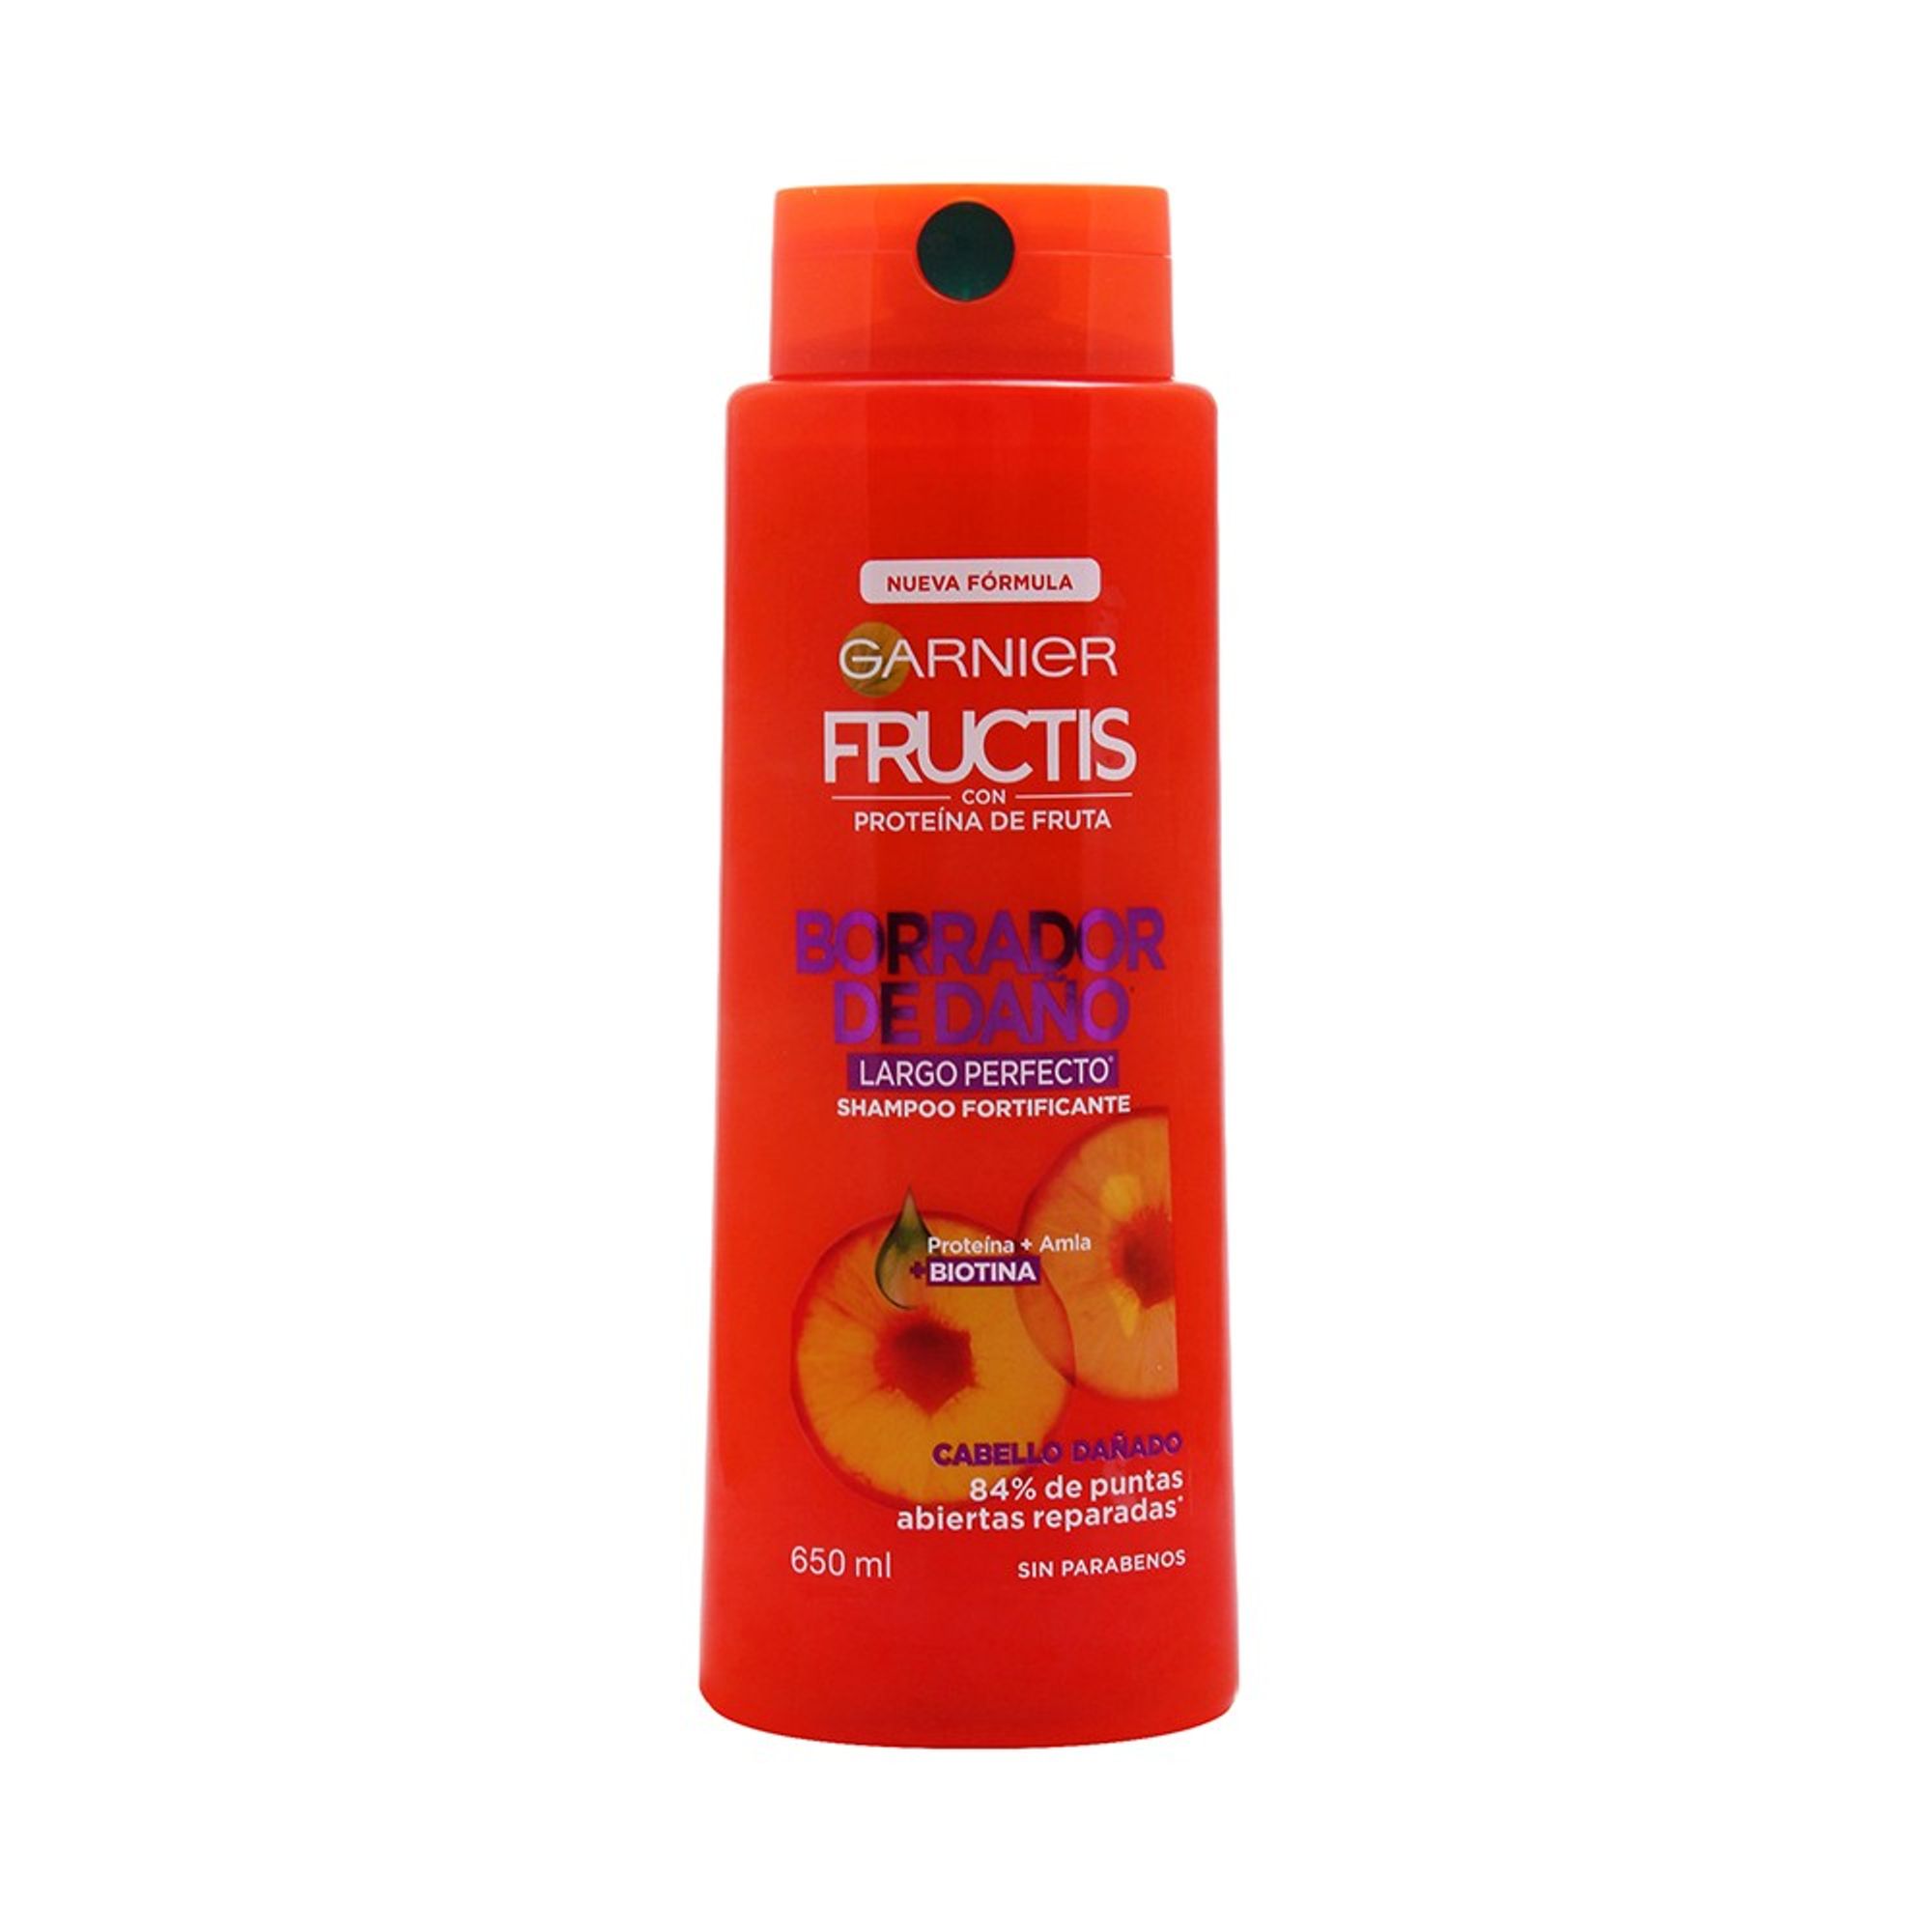 NUEVA FÓRMULA
GARNIER
FRUCTIS
CON
PROTEÍNA DE FRUTA
BORRADOR
DE DAÑO*
LARGO PERFECTO*
SHAMPOO FORTIFICANTE
Proteína + Amla
+BIOTINA
CABELLO DAÑADO
84% de puntas
abiertas reparadas*
650 ml
SIN PARABENOS